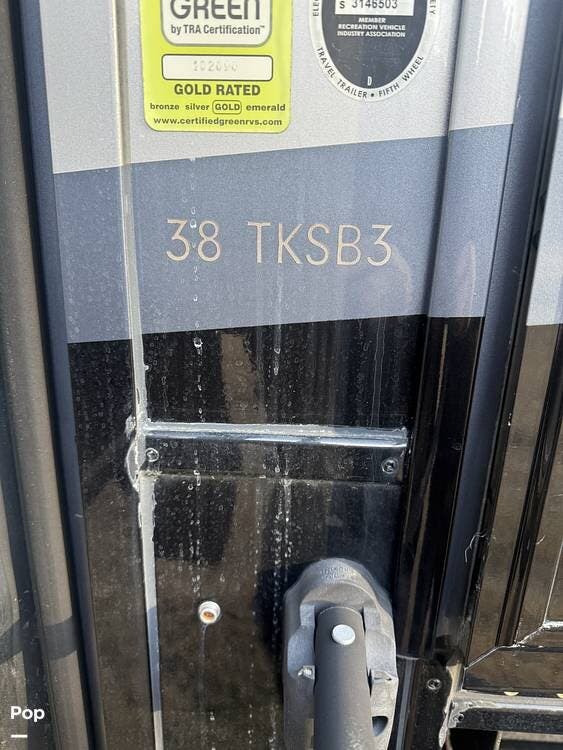 GREEN
by TRA Certification™
102090
GOLD RATED
bronze silver GOLD emerald
www.certifiedgreenrvs.com
S 3146503
MEMBER
RECREATION VEHICLE
INDUSTRY ASSOCIATION
D
TRAVEL TRAILER • FIFTH WHEEL
38 TKSB3
Pop